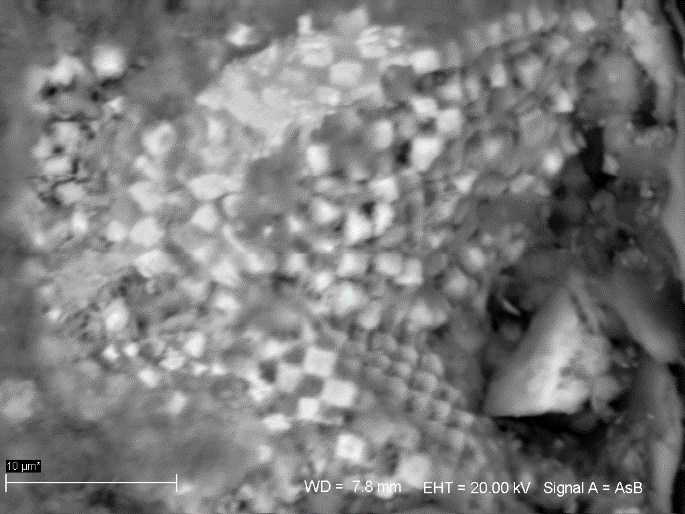 10 µm*
WD = 7.8 mm EHT = 20.00 kV Signal A = AsB